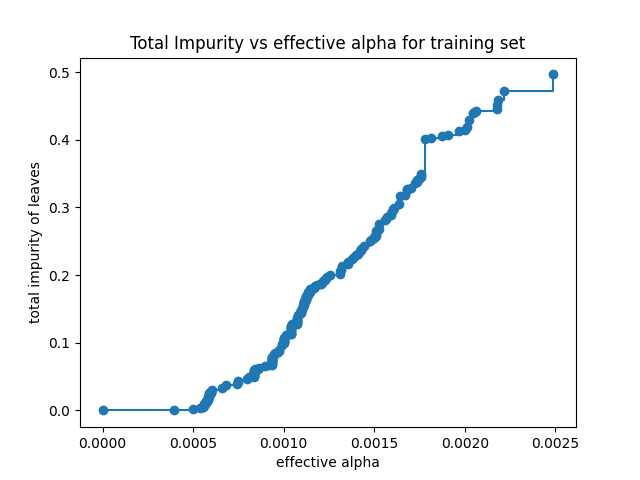 Total Impurity vs effective alpha for training set
total impurity of leaves
0.5
0.4
0.3
0.2
0.1
0.0
0.0000 0.0005 0.0010 0.0015 0.0020 0.0025
effective alpha